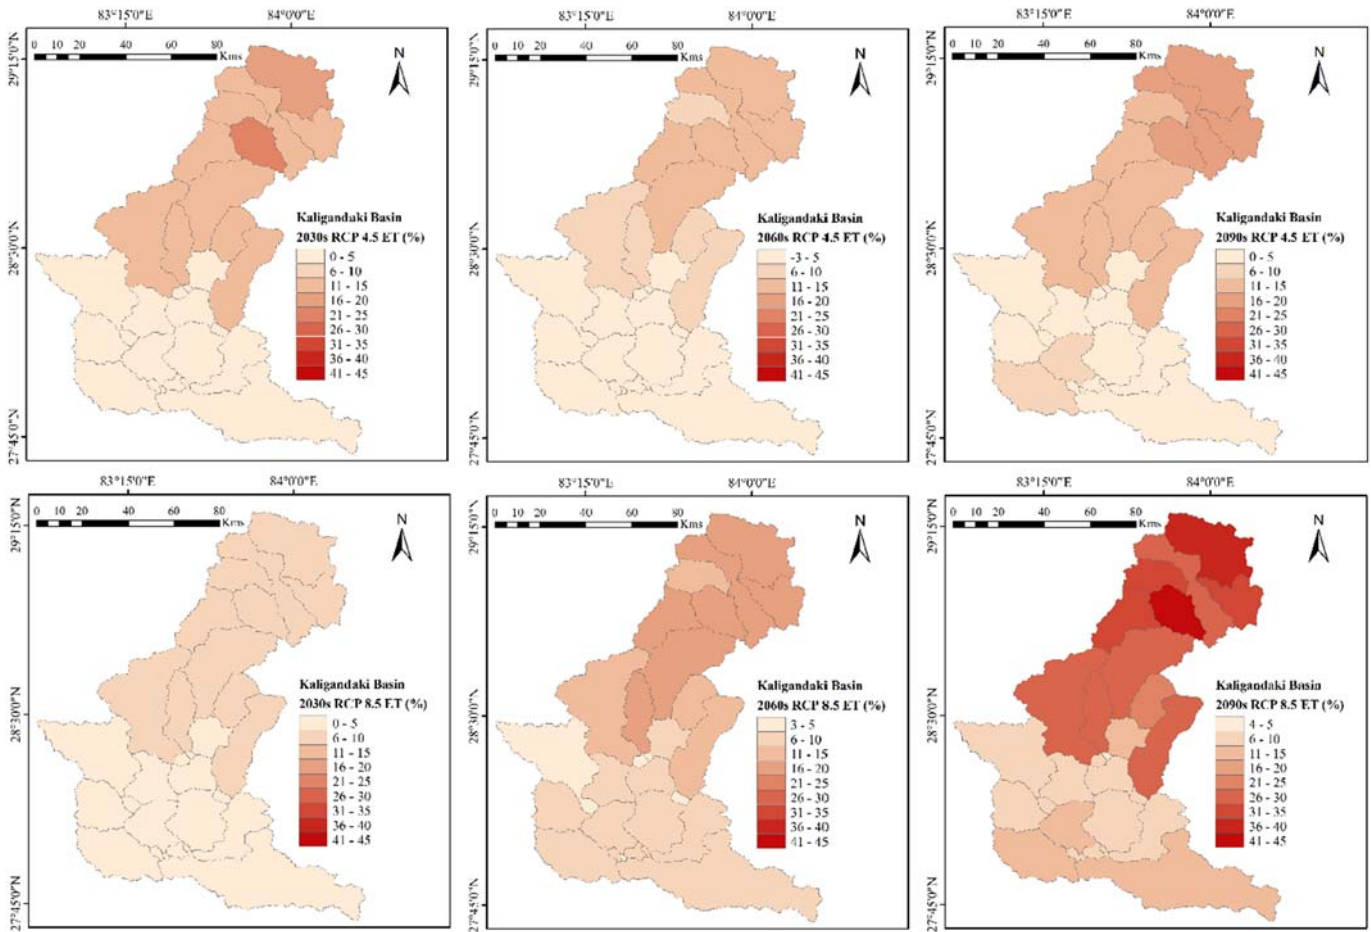 83°15'0"E 84°0'0"E
0 10 20 40 60 80
Kms
N
29°15'0"N
28°30'0"N
27°45'0"N
Kaligandaki Basin
2030s RCP 4.5 ET (%)
0 - 5
6 - 10
11 - 15
16 - 20
21 - 25
26 - 30
31 - 35
36 - 40
41 - 45
83°15'0"E 84°0'0"E
0 10 20 40 60 80
Kms
N
29°15'0"N
28°30'0"N
27°45'0"N
Kaligandaki Basin
2060s RCP 4.5 ET (%)
-3 - 5
6 - 10
11 - 15
16 - 20
21 - 25
26 - 30
31 - 35
36 - 40
41 - 45
83°15'0"E 84°0'0"E
0 10 20 40 60 80
Kms
N
29°15'0"N
28°30'0"N
27°45'0"N
Kaligandaki Basin
2090s RCP 4.5 ET (%)
0 - 5
6 - 10
11 - 15
16 - 20
21 - 25
26 - 30
31 - 35
36 - 40
41 - 45
83°15'0"E 84°0'0"E
0 10 20 40 60 80
Kms
N
29°15'0"N
28°30'0"N
27°45'0"N
Kaligandaki Basin
2030s RCP 8.5 ET (%)
0 - 5
6 - 10
11 - 15
16 - 20
21 - 25
26 - 30
31 - 35
36 - 40
41 - 45
83°15'0"E 84°0'0"E
0 10 20 40 60 80
Kms
N
29°15'0"N
28°30'0"N
27°45'0"N
Kaligandaki Basin
2060s RCP 8.5 ET (%)
3 - 5
6 - 10
11 - 15
16 - 20
21 - 25
26 - 30
31 - 35
36 - 40
41 - 45
83°15'0"E 84°0'0"E
0 10 20 40 60 80
Kms
N
29°15'0"N
28°30'0"N
27°45'0"N
Kaligandaki Basin
2090s RCP 8.5 ET (%)
4 - 5
6 - 10
11 - 15
16 - 20
21 - 25
26 - 30
31 - 35
36 - 40
41 - 45